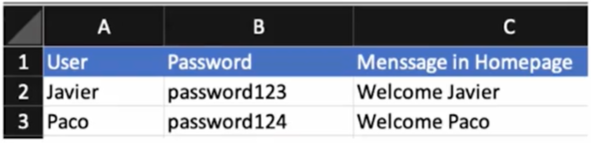 A B C
1 User Password Menssage in Homepage
2 Javier password123 Welcome Javier
3 Paco password124 Welcome Paco